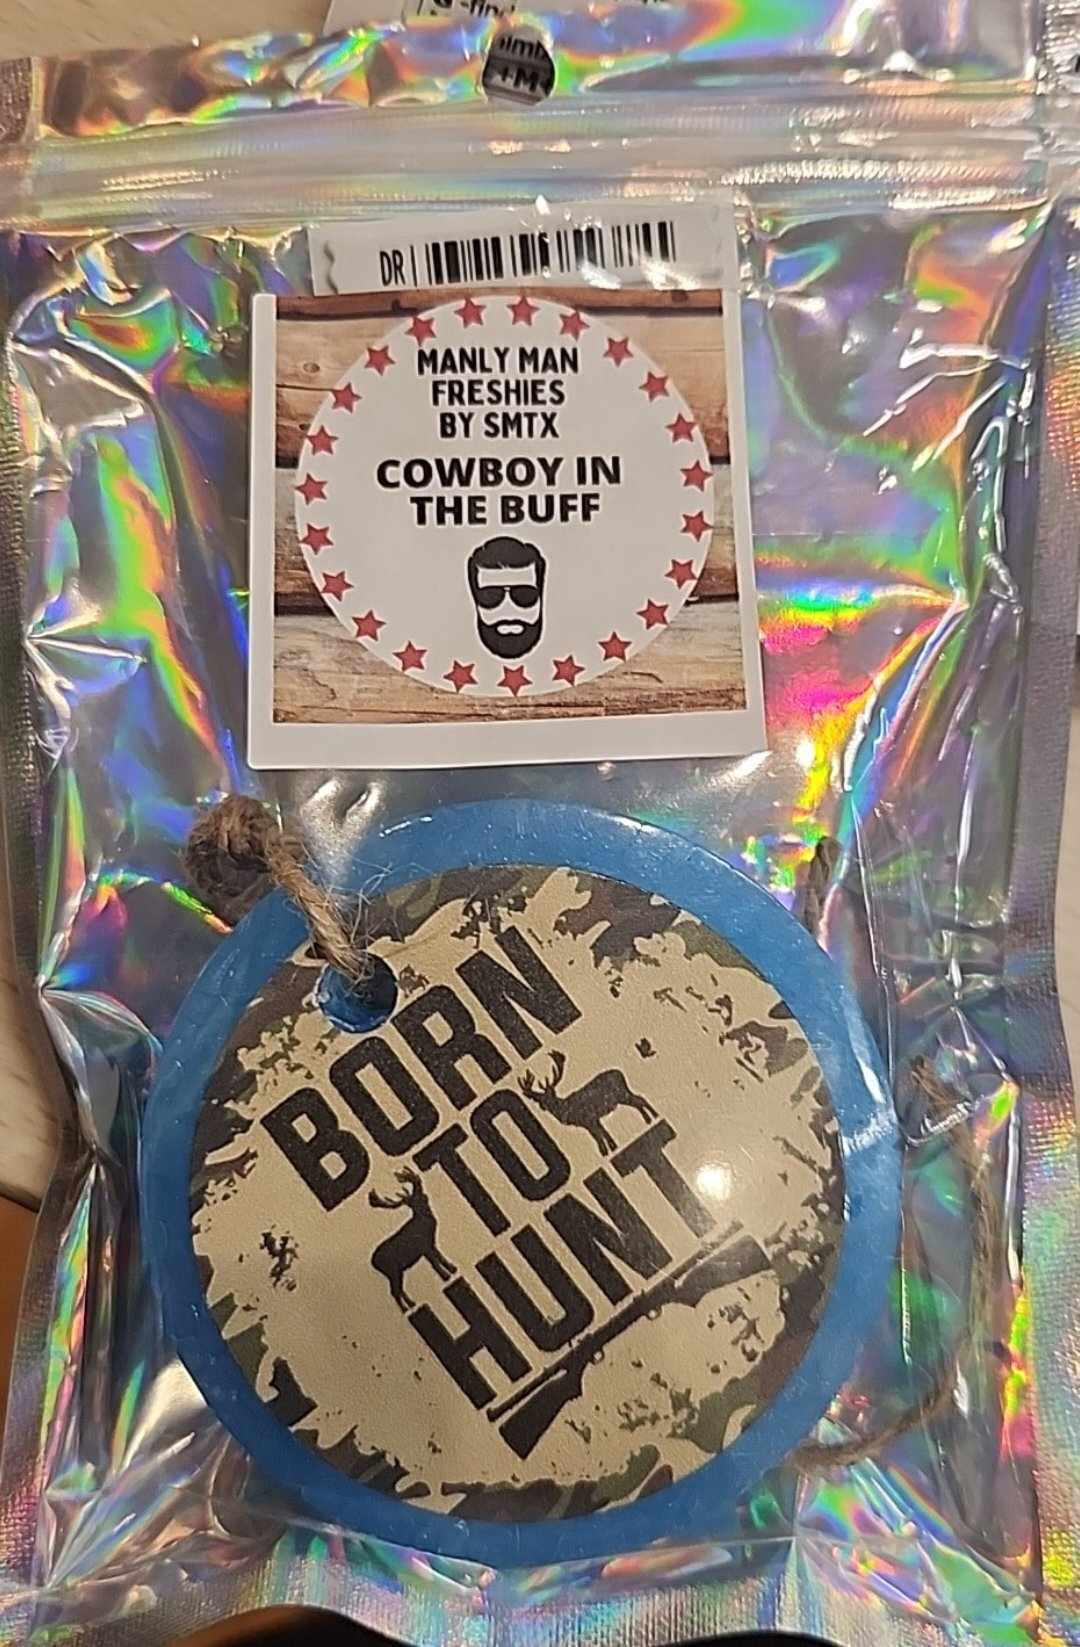 DR
MANLY MAN
FRESHIES
BY SMTX
COWBOY IN
THE BUFF
BORN
TO
HUNT